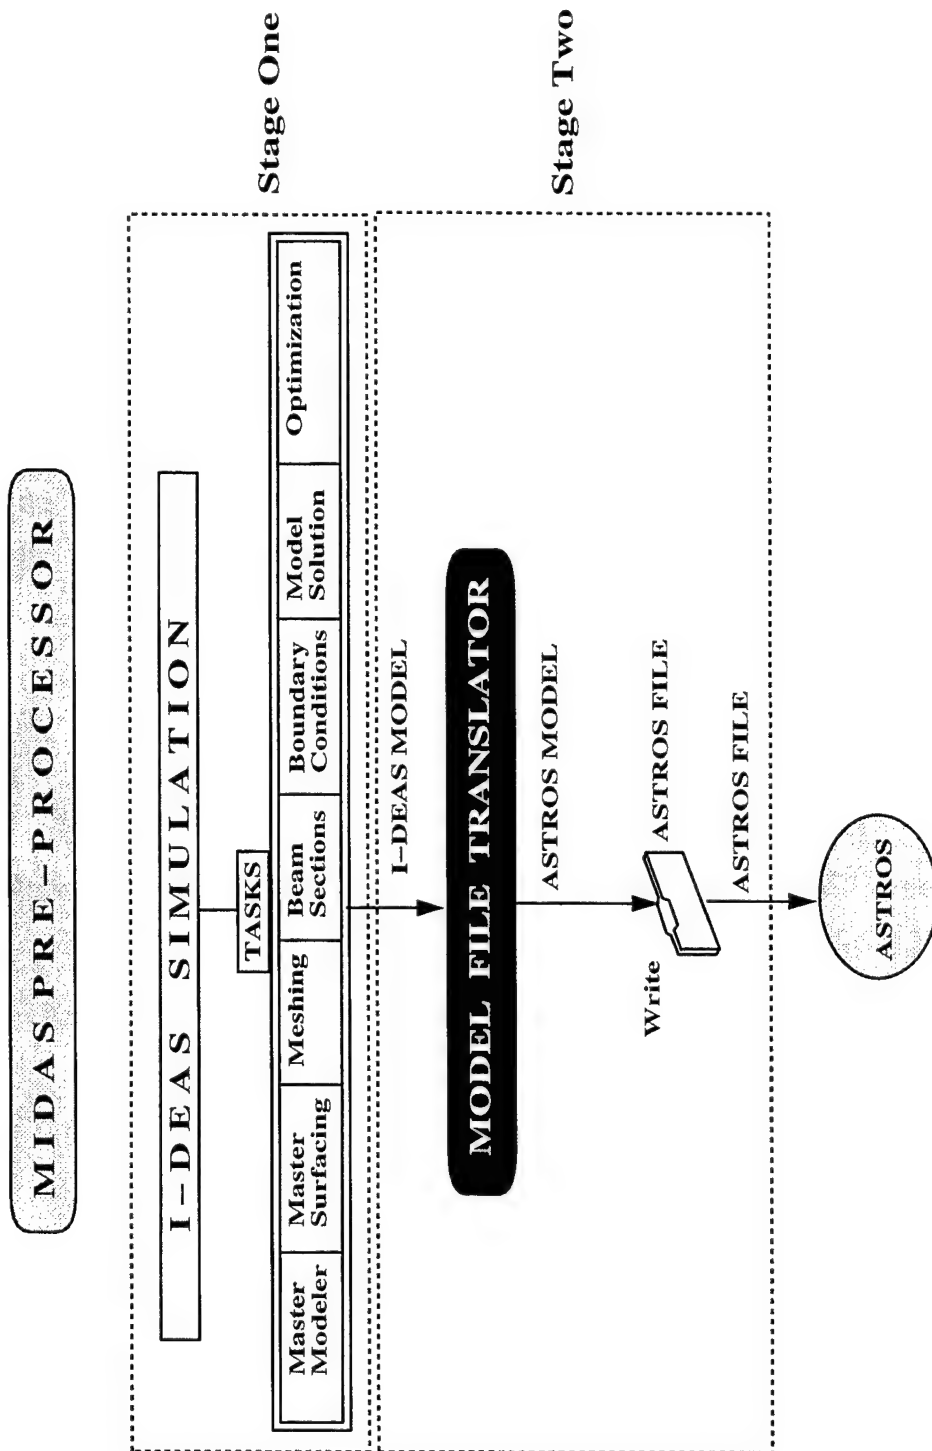 MIDAS PRE-PROCESSOR
Stage One
I-DEAS SIMULATION
TASKS
Master
Modeler
Master
Surfacing
Meshing
Beam
Sections
Boundary
Conditions
Model
Solution
Optimization
I-DEAS MODEL
Stage Two
MODEL FILE TRANSLATOR
ASTROS MODEL
Write
ASTROS FILE
ASTROS FILE
ASTROS